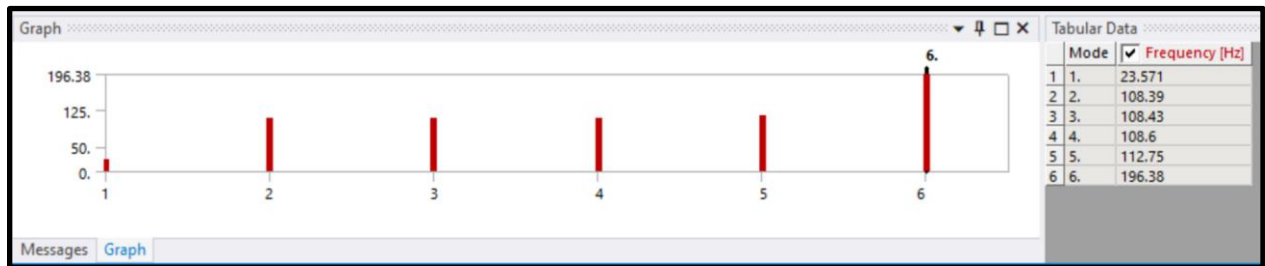 Graph
6.
196.38
125.
50.
0.
1 2 3 4 5 6
Messages Graph
Tabular Data
Mode Frequency [Hz]
1 1. 23.571
2 2. 108.39
3 3. 108.43
4 4. 108.6
5 5. 112.75
6 6. 196.38